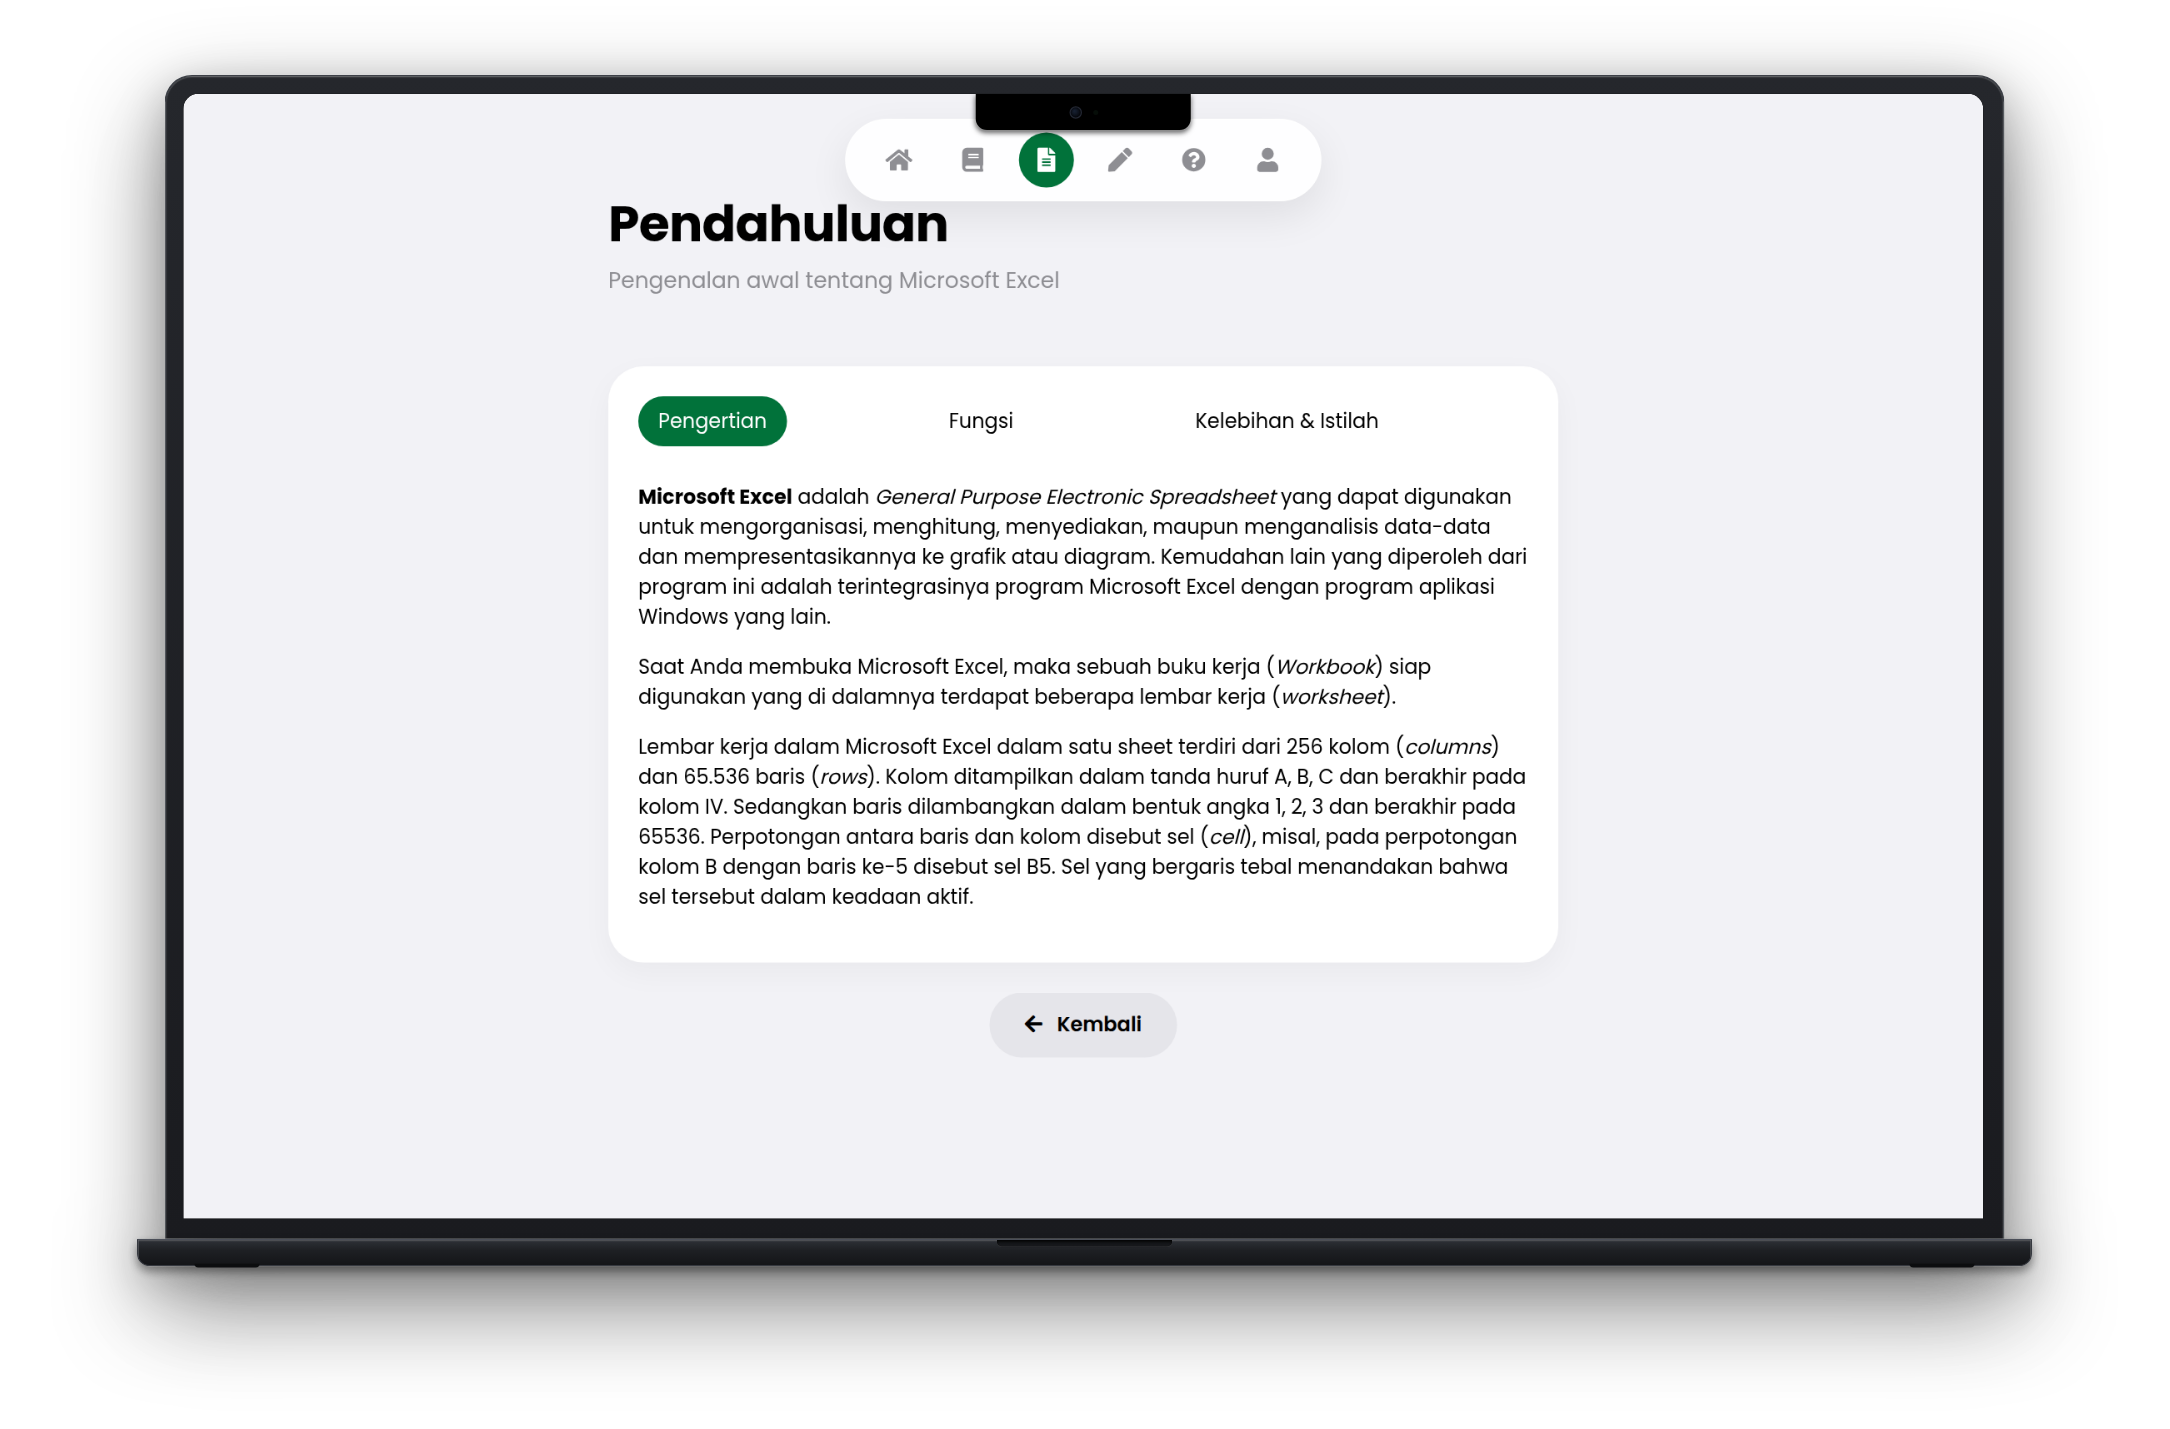 Pendahuluan
Pengenalan awal tentang Microsoft Excel
Pengertian
Fungsi
Kelebihan & Istilah
Microsoft Excel adalah General Purpose Electronic Spreadsheet yang dapat digunakan
untuk mengorganisasi, menghitung, menyediakan, maupun menganalisis data-data
dan mempresentasikannya ke grafik atau diagram. Kemudahan lain yang diperoleh dari
program ini adalah terintegrasinya program Microsoft Excel dengan program aplikasi
Windows yang lain.
Saat Anda membuka Microsoft Excel, maka sebuah buku kerja (Workbook) siap
digunakan yang di dalamnya terdapat beberapa lembar kerja (worksheet).
Lembar kerja dalam Microsoft Excel dalam satu sheet terdiri dari 256 kolom (columns)
dan 65.536 baris (rows). Kolom ditampilkan dalam tanda huruf A, B, C dan berakhir pada
kolom IV. Sedangkan baris dilambangkan dalam bentuk angka 1, 2, 3 dan berakhir pada
65536. Perpotongan antara baris dan kolom disebut sel (cell), misal, pada perpotongan
kolom B dengan baris ke-5 disebut sel B5. Sel yang bergaris tebal menandakan bahwa
sel tersebut dalam keadaan aktif.
Kembali